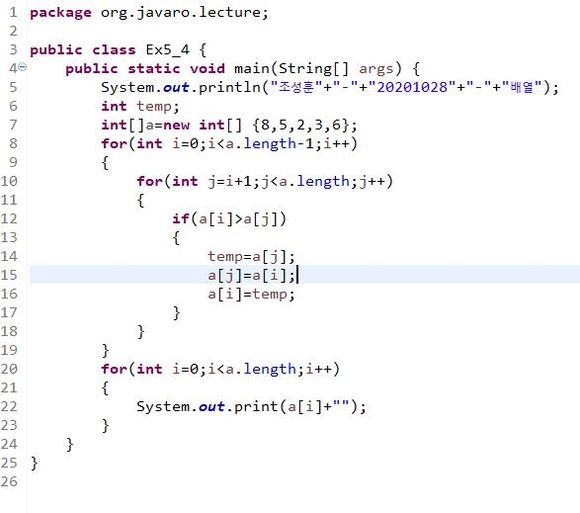 1 package org.javaro.lecture;
2
3 public class Ex5_4 {
4 public static void main(String[] args) {
5 System.out.println("조성훈"+"-"+"20201028"+"-"+"배열");
6 int temp;
7 int[]a=new int[] {8,5,2,3,6};
8 for(int i=0;i<a.length-1;i++)
9 {
10 for(int j=i+1;j<a.length;j++)
11 {
12 if(a[i]>a[j])
13 {
14 temp=a[j];
15 a[j]=a[i];
16 a[i]=temp;
17 }
18 }
19 }
20 for(int i=0;i<a.length;i++)
21 {
22 System.out.print(a[i]+"");
23 }
24 }
25 }
26